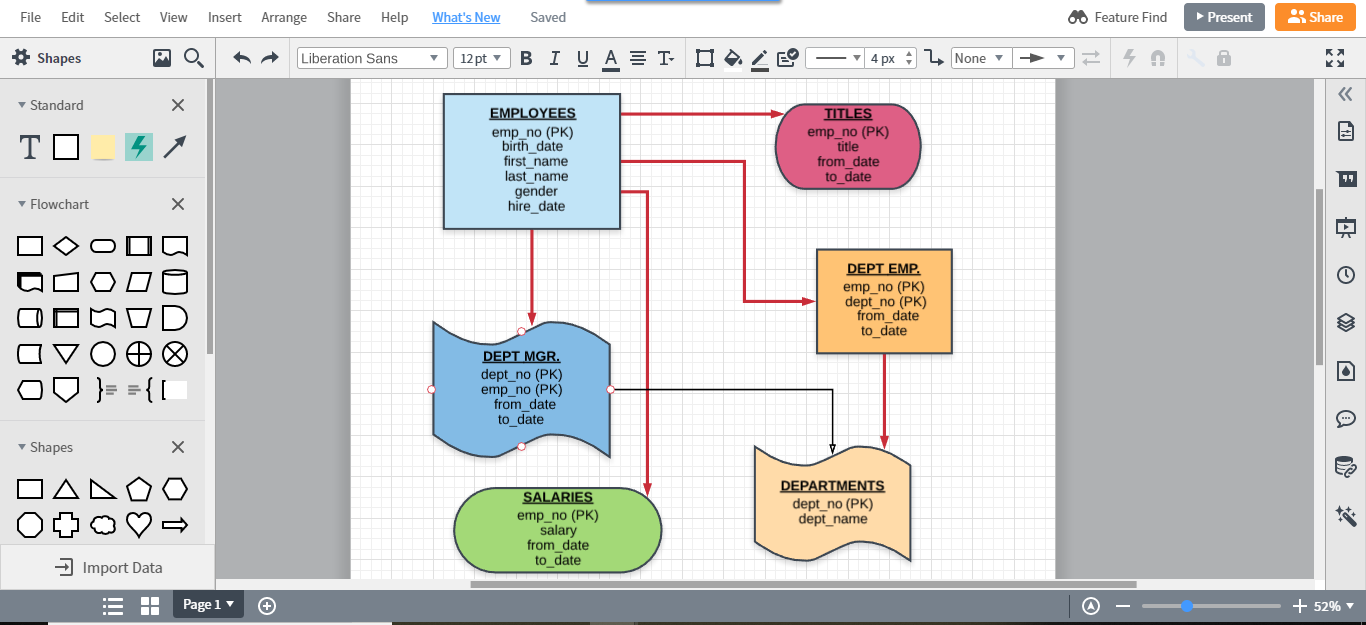 File Edit Select View Insert Arrange Share Help What's New Saved Feature Find Present Share
Shapes Liberation Sans 12pt B I U A T 4 px None
Standard
T
Flowchart
Shapes
Import Data
EMPLOYEES
emp_no (PK)
birth_date
first_name
last_name
gender
hire_date
TITLES
emp_no (PK)
title
from_date
to_date
DEPT EMP.
emp_no (PK)
dept_no (PK)
from_date
to_date
DEPT MGR.
dept_no (PK)
emp_no (PK)
from_date
to_date
SALARIES
emp_no (PK)
salary
from_date
to_date
DEPARTMENTS
dept_no (PK)
dept_name
Page 1 52%